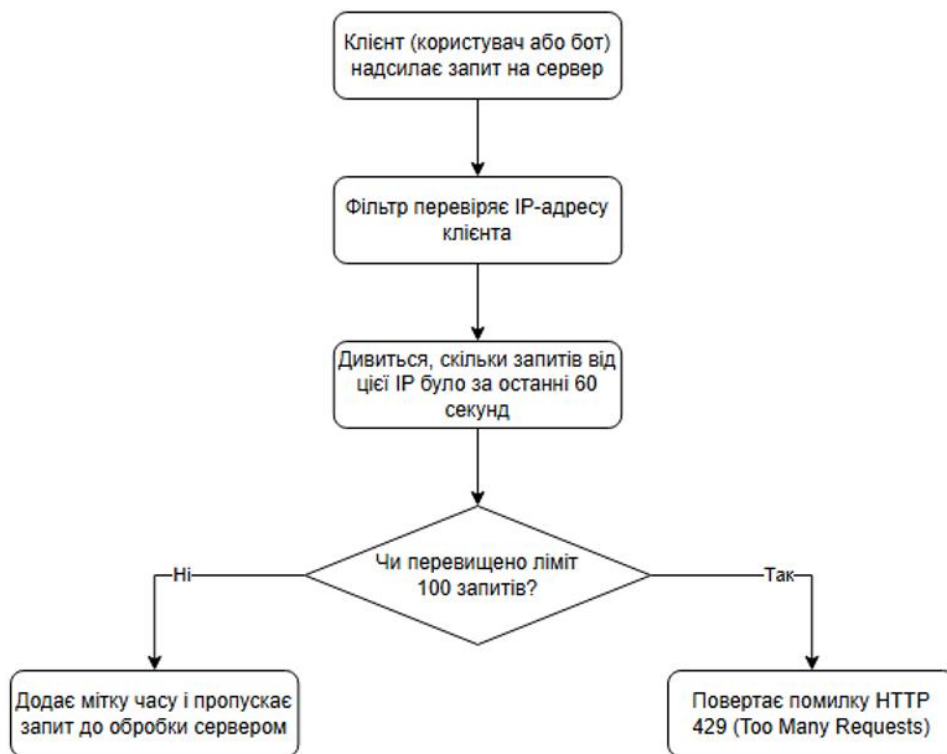 Клієнт (користувач або бот)
надсилає запит на сервер
Фільтр перевіряє IP-адресу
клієнта
Дивиться, скільки запитів від
цієї IP було за останні 60
секунд
Чи перевищено ліміт
100 запитів?
Ні
Так
Додає мітку часу і пропускає
запит до обробки сервером
Повертає помилку HTTP
429 (Too Many Requests)